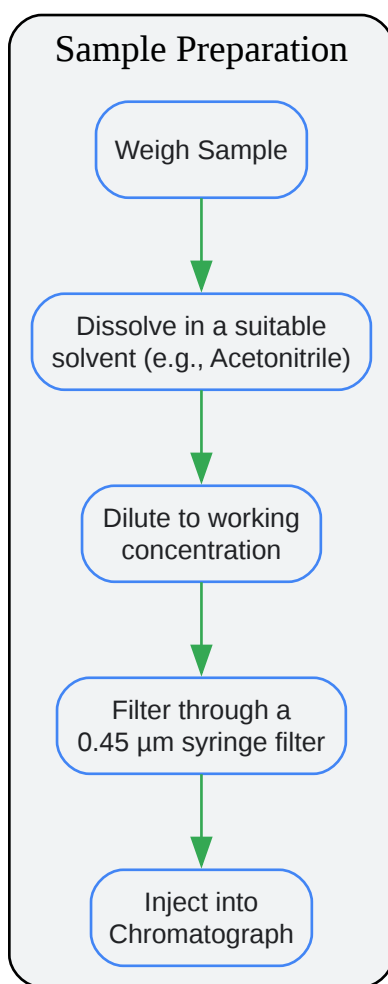 Sample Preparation
Weigh Sample
Dissolve in a suitable
solvent (e.g., Acetonitrile)
Dilute to working
concentration
Filter through a
0.45 µm syringe filter
Inject into
Chromatograph